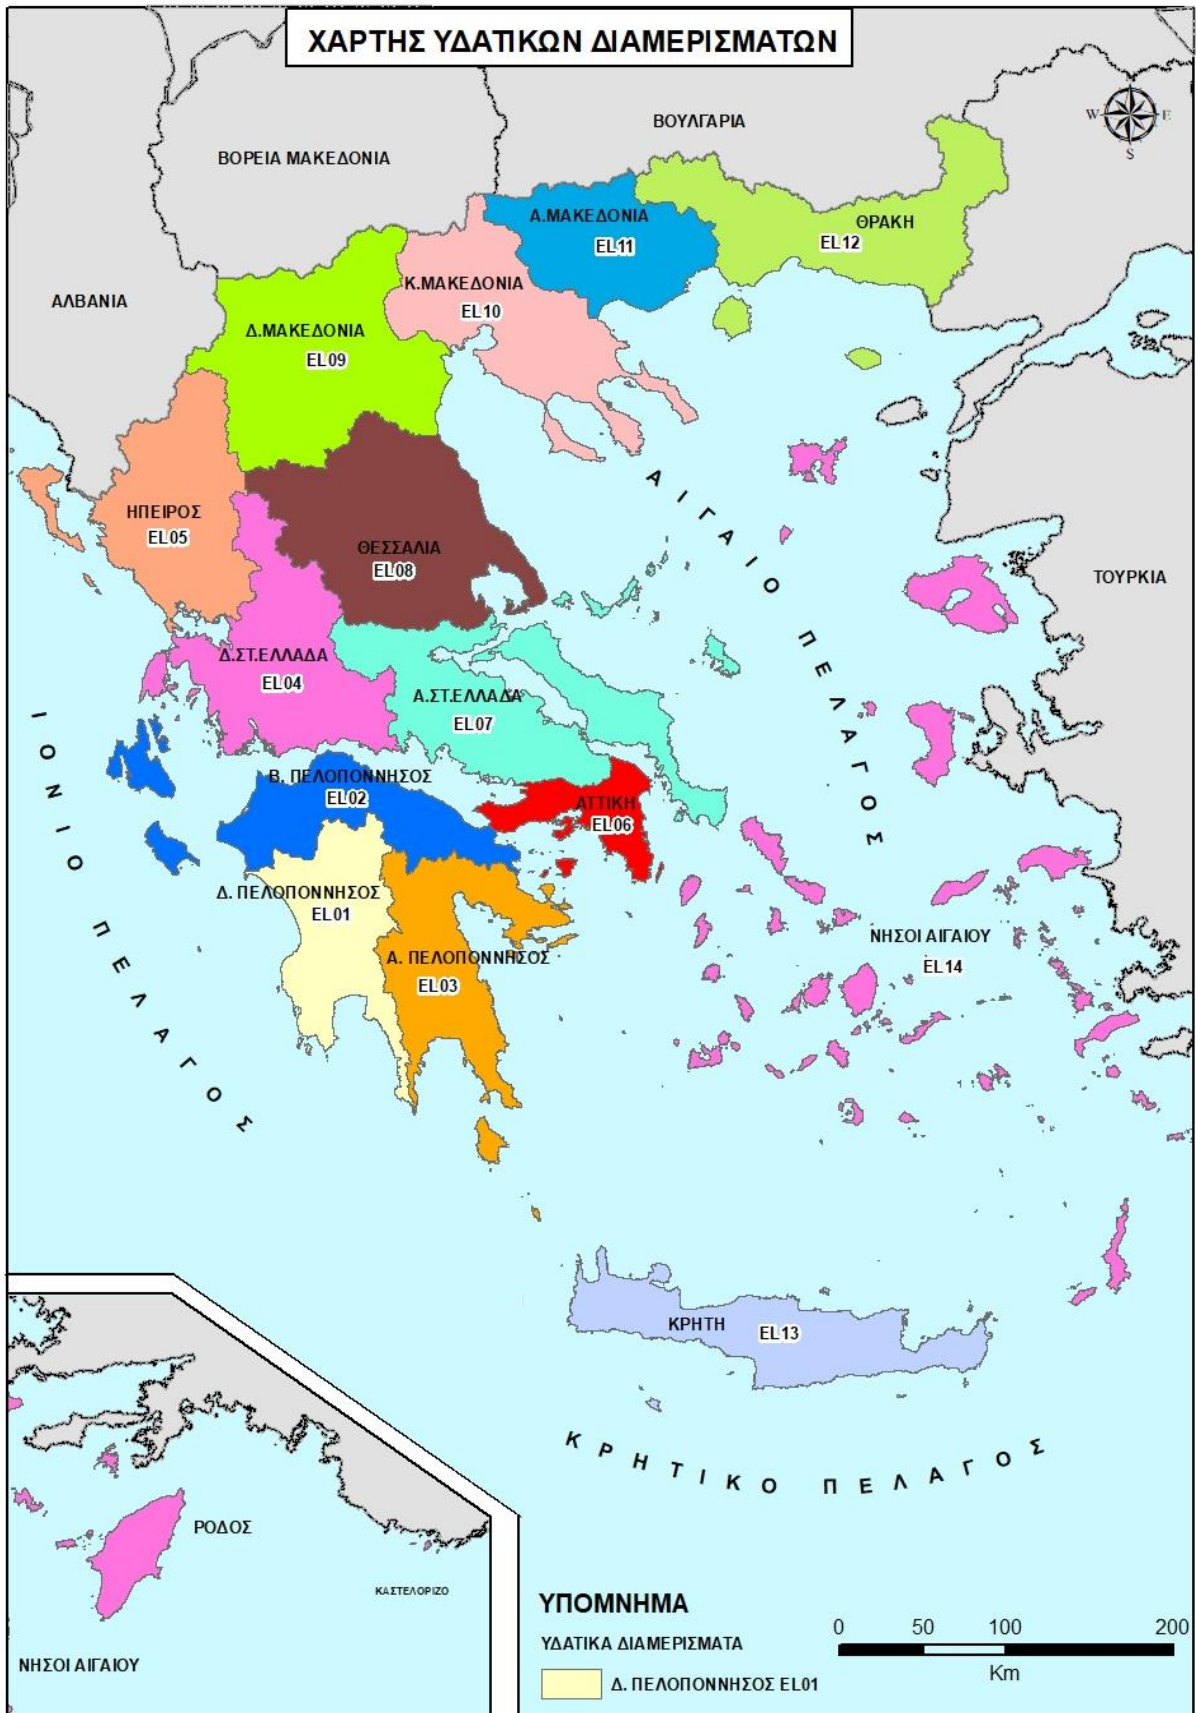 ΧΑΡΤΗΣ ΥΔΑΤΙΚΩΝ ΔΙΑΜΕΡΙΣΜΑΤΩΝ
W E
S
ΒΟΥΛΓΑΡΙΑ
ΒΟΡΕΙΑ ΜΑΚΕΔΟΝΙΑ
Α.ΜΑΚΕΔΟΝΙΑ
EL11
ΘΡΑΚΗ
EL12
ΑΛΒΑΝΙΑ
Κ.ΜΑΚΕΔΟΝΙΑ
EL10
Δ.ΜΑΚΕΔΟΝΙΑ
EL09
ΑΙΓΑΙΟ ΠΕΛΑΓΟΣ
ΗΠΕΙΡΟΣ
EL05
ΘΕΣΣΑΛΙΑ
EL08
ΤΟΥΡΚΙΑ
Δ.ΣΤ.ΕΛΛΑΔΑ
EL04
Α.ΣΤ.ΕΛΛΑΔΑ
EL07
ΙΟΝΙΟ ΠΕΛΑΓΟΣ
Β. ΠΕΛΟΠΟΝΝΗΣΟΣ
EL02
ΑΤΤΙΚΗ
EL06
Δ. ΠΕΛΟΠΟΝΝΗΣΟΣ
EL01
Α. ΠΕΛΟΠΟΝΝΗΣΟΣ
EL03
ΝΗΣΟΙ ΑΙΓΑΙΟΥ
EL14
ΚΡΗΤΗ EL13
ΚΡΗΤΙΚΟ ΠΕΛΑΓΟΣ
ΡΟΔΟΣ
ΚΑΣΤΕΛΟΡΙΖΟ
ΝΗΣΟΙ ΑΙΓΑΙΟΥ
ΥΠΟΜΝΗΜΑ
ΥΔΑΤΙΚΑ ΔΙΑΜΕΡΙΣΜΑΤΑ
Δ. ΠΕΛΟΠΟΝΝΗΣΟΣ EL01
0 50 100 200
Km